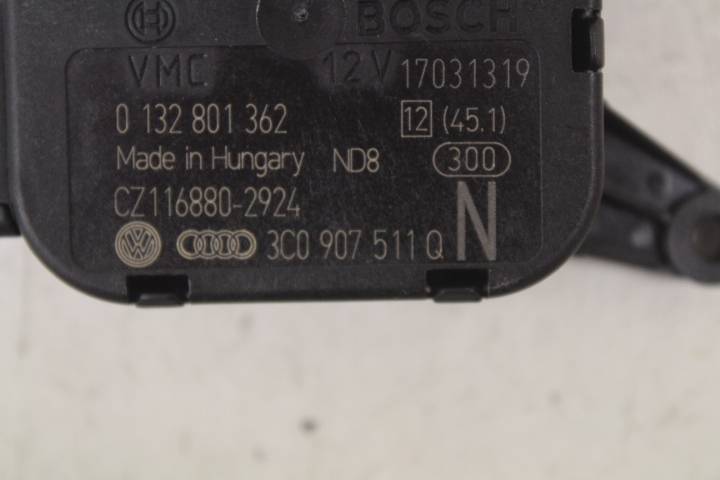 BOSCH
VMC 12V 17031319
0 132 801 362 12 (45.1)
Made in Hungary ND8 300
CZ116880-2924 N
3C0 907 511 Q